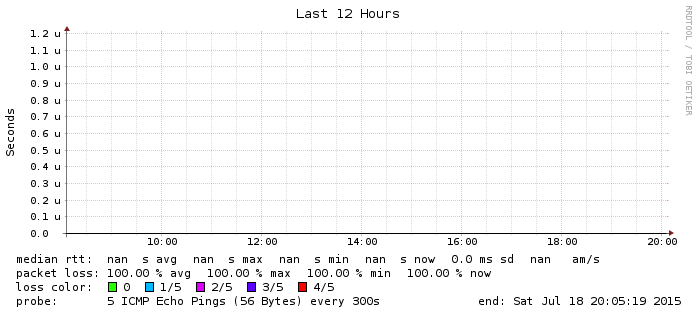 Last 12 Hours
RRDTOOL / TOBI OETIKER
Seconds
1.2 u
1.1 u
1.0 u
0.9 u
0.8 u
0.7 u
0.6 u
0.5 u
0.4 u
0.3 u
0.2 u
0.1 u
0.0
10:00 12:00 14:00 16:00 18:00 20:00
median rtt: nan s avg nan s max nan s min nan s now 0.0 ms sd nan am/s
packet loss: 100.00 % avg 100.00 % max 100.00 % min 100.00 % now
loss color: 0 1/5 2/5 3/5 4/5
probe: 5 ICMP Echo Pings (56 Bytes) every 300s end: Sat Jul 18 20:05:19 2015